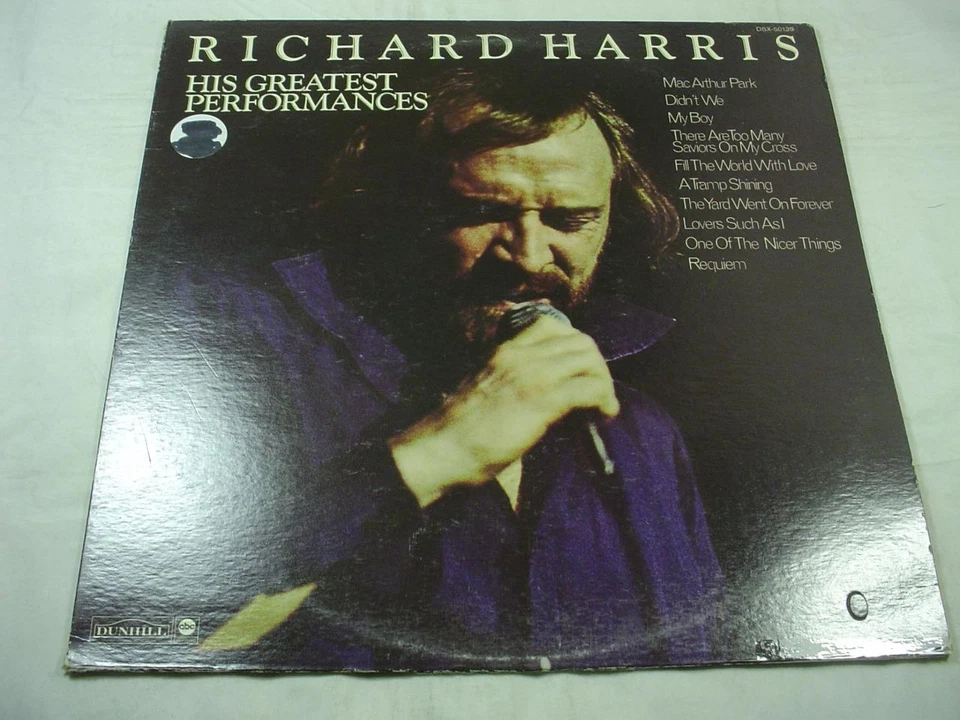 DSX-50139
RICHARD HARRIS
HIS GREATEST
PERFORMANCES
Mac Arthur Park
Didn't We
My Boy
There Are Too Many
Saviors On My Cross
Fill The World With Love
A Tramp Shining
The Yard Went On Forever
Lovers Such As I
One Of The Nicer Things
Requiem
DUNHILL abc